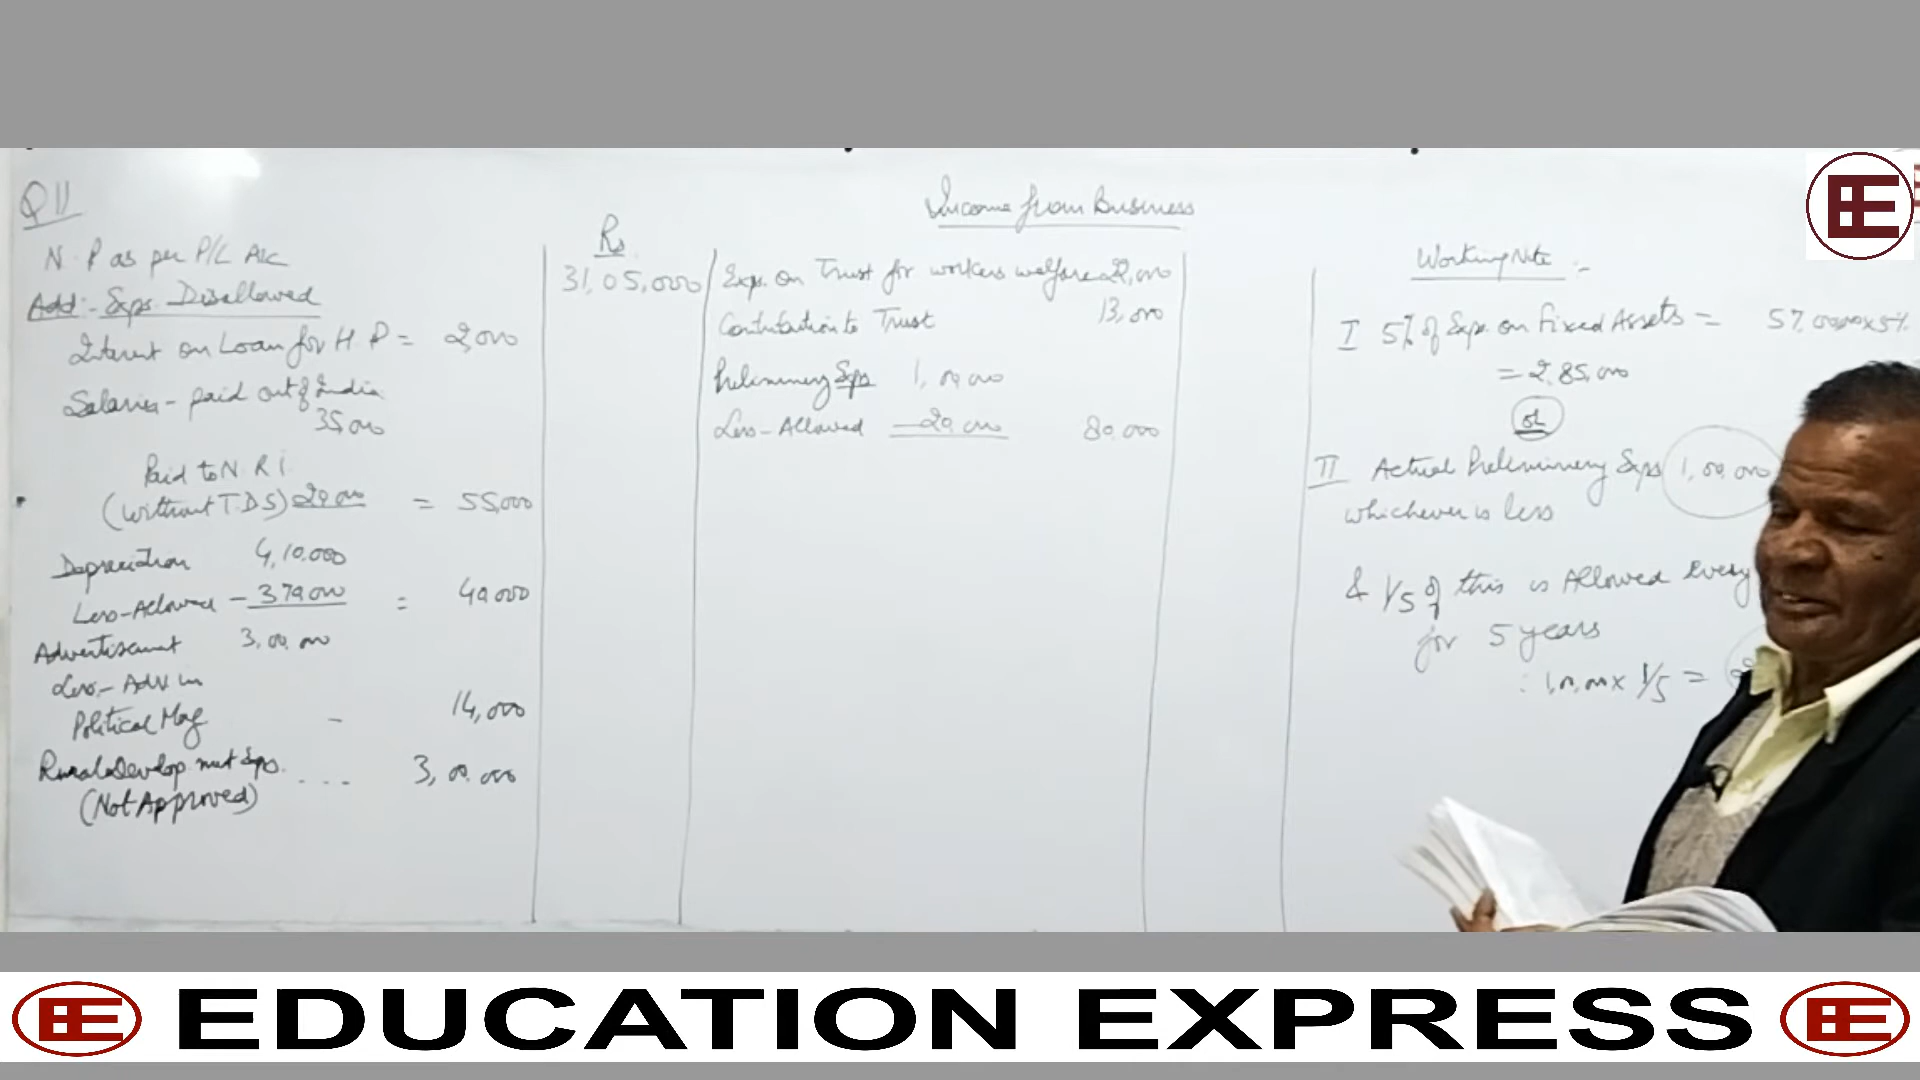 Q 11
Income from Business
Rs
N.P as per P/L A/C
31,05,000
Add:- Exps. Disallowed
Interest on Loan for H P = 2,000
Salaries - paid out of India
35,000
Paid to N R I
(without T.D.S) 20,000 = 55,000
Depreciation 4,10,000
Less - Allowed - 3,70,000 = 40,000
Advertisement 3,00,000
Less - Adv. in
Political Mag - 14,000
Rural Development Exps. .... 3,00,000
(Not Approved)
Exps. on Trust for workers welfare 22,000
Contribution to Trust 13,000
Preliminary Exps 1,00,000
Less - Allowed - 20,000 80,000
Working Note :-
I 5% of Exps. on Fixed Assets = 57,00,000 x 5%
= 2,85,000
or
II Actual Preliminary Exps 1,00,000
whichever is less
& 1/5 of this is Allowed Every
for 5 years
: 1,00,000 x 1/5 =
EE
EE EDUCATION EXPRESS EE